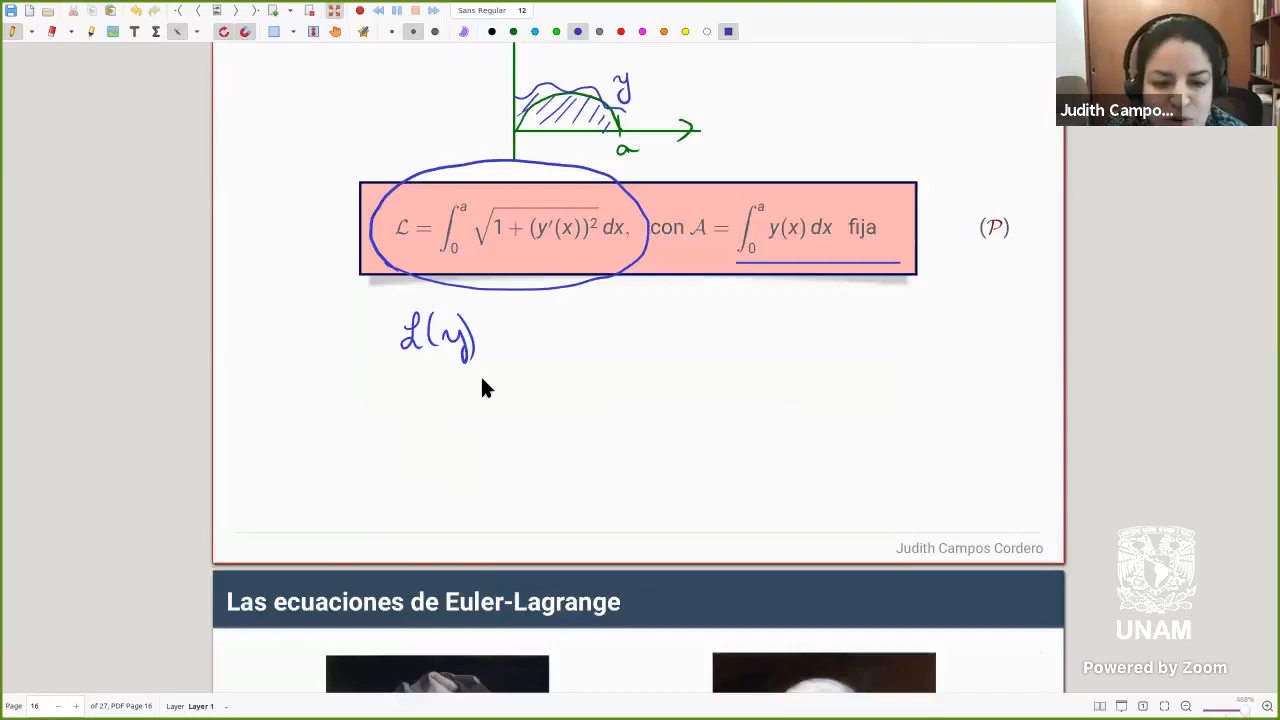 Sans Regular 12
Judith Campo...
y
a
ℒ = ∫₀ᵃ √1 + (y′(x))² dx, con 𝒜 = ∫₀ᵃ y(x) dx fija (𝒫)
ℒ(y)
Judith Campos Cordero
Las ecuaciones de Euler-Lagrange
UNAM
Powered by Zoom
Page 16 of 27, PDF Page 16 Layer Layer 1